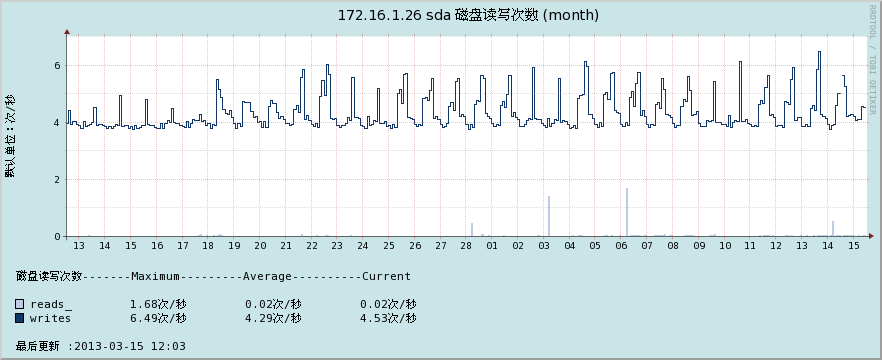 172.16.1.26 sda 磁盘读写次数 (month)
RRDTOOL / TOBI OETIKER
默认单位：次/秒
6
4
2
0
13 14 15 16 17 18 19 20 21 22 23 24 25 26 27 28 01 02 03 04 05 06 07 08 09 10 11 12 13 14 15
磁盘读写次数-------Maximum---------Average----------Current
reads_ 1.68次/秒 0.02次/秒 0.02次/秒
writes 6.49次/秒 4.29次/秒 4.53次/秒
最后更新 :2013-03-15 12:03